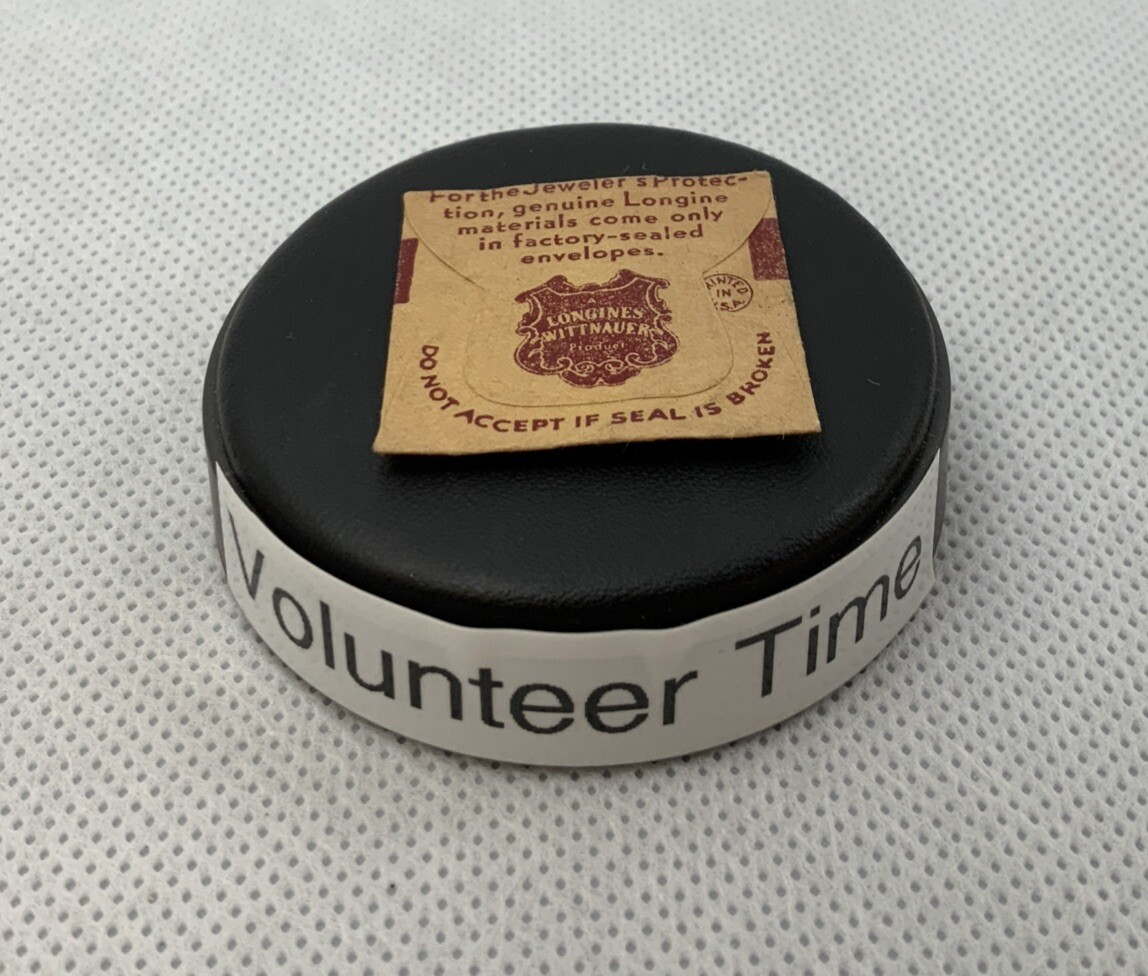 For the Jeweler's Protec-
tion, genuine Longine
materials come only
in factory-sealed
envelopes.
A
LONGINES
WITTNAUER
Product
IN
DO NOT ACCEPT IF SEAL IS BROKEN
Volunteer Time